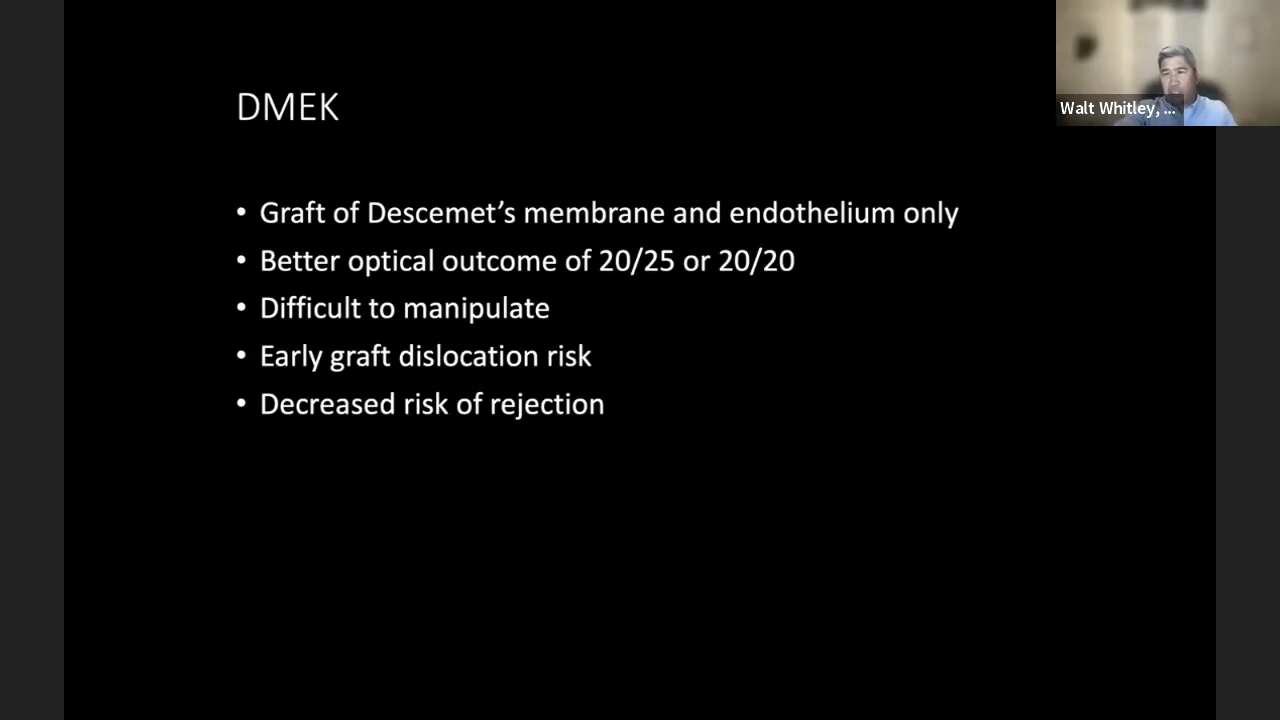 DMEK
• Graft of Descemet’s membrane and endothelium only
• Better optical outcome of 20/25 or 20/20
• Difficult to manipulate
• Early graft dislocation risk
• Decreased risk of rejection
Walt Whitley, ...